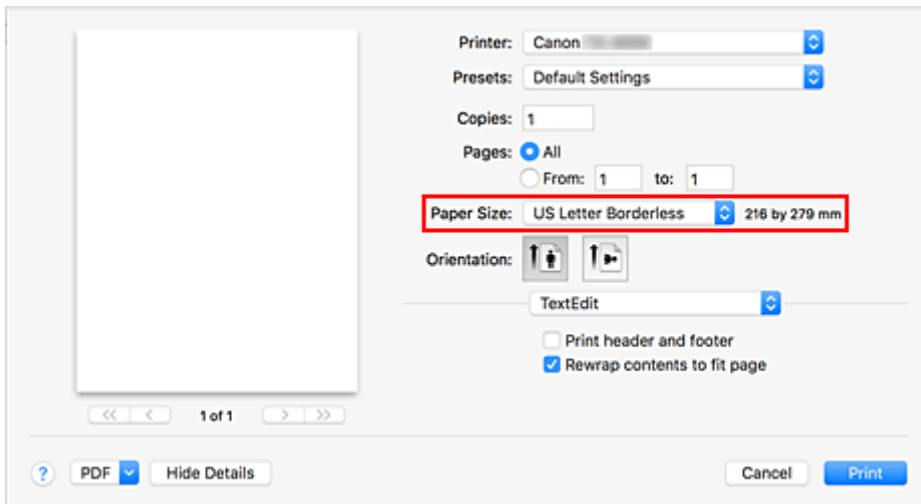 Printer: Canon
Presets: Default Settings
Copies: 1
Pages: All
From: 1 to: 1
Paper Size: US Letter Borderless 216 by 279 mm
Orientation:
TextEdit
Print header and footer
Rewrap contents to fit page
<< < 1 of 1 > >>
? PDF Hide Details Cancel Print